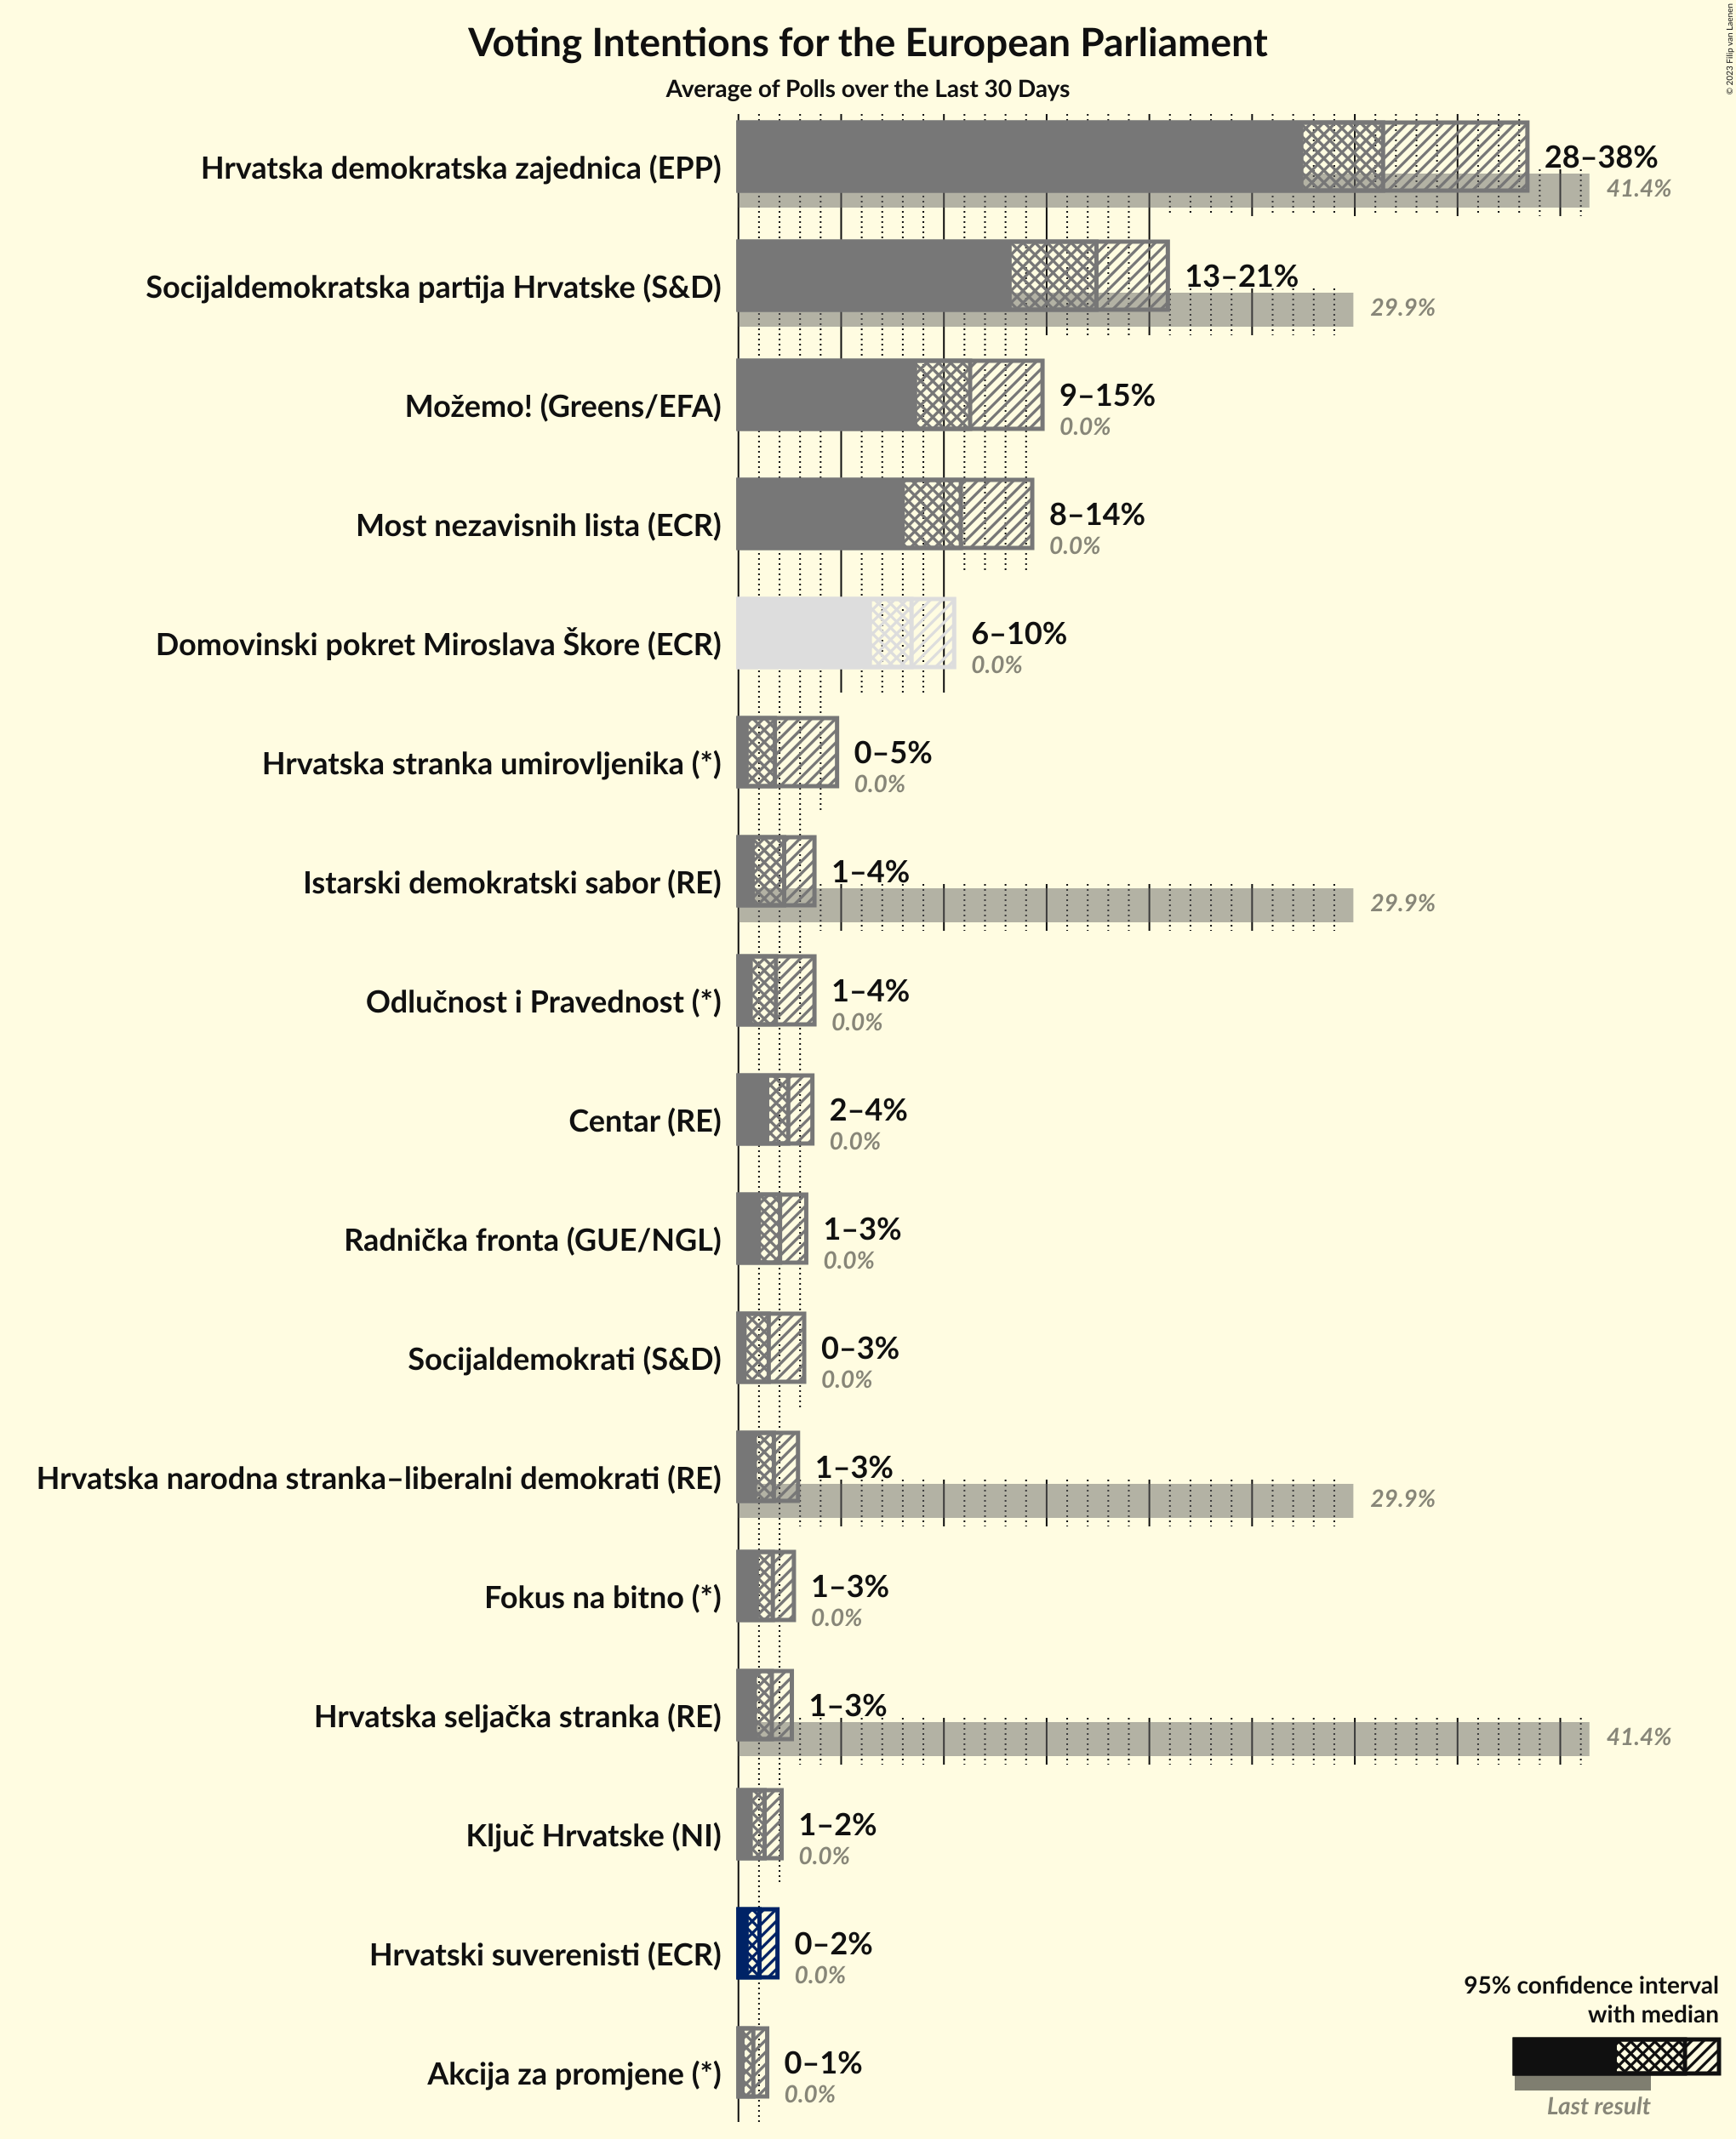 © 2023 Filip van Laenen
Voting Intentions for the European Parliament
Average of Polls over the Last 30 Days
Hrvatska demokratska zajednica (EPP)
28–38%
41.4%
Socijaldemokratska partija Hrvatske (S&D)
13–21%
29.9%
Možemo! (Greens/EFA)
9–15%
0.0%
Most nezavisnih lista (ECR)
8–14%
0.0%
Domovinski pokret Miroslava Škore (ECR)
6–10%
0.0%
Hrvatska stranka umirovljenika (*)
0–5%
0.0%
Istarski demokratski sabor (RE)
1–4%
29.9%
Odlučnost i Pravednost (*)
1–4%
0.0%
Centar (RE)
2–4%
0.0%
Radnička fronta (GUE/NGL)
1–3%
0.0%
Socijaldemokrati (S&D)
0–3%
0.0%
Hrvatska narodna stranka–liberalni demokrati (RE)
1–3%
29.9%
Fokus na bitno (*)
1–3%
0.0%
Hrvatska seljačka stranka (RE)
1–3%
41.4%
Ključ Hrvatske (NI)
1–2%
0.0%
Hrvatski suverenisti (ECR)
0–2%
0.0%
Akcija za promjene (*)
0–1%
0.0%
95% confidence interval
with median
Last result